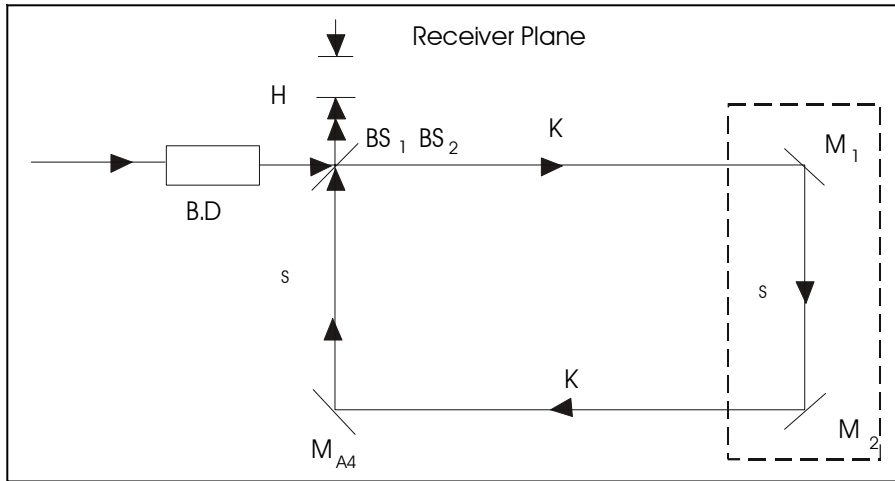 Receiver Plane
H
BS 1 BS 2
K
M 1
B.D
s
s
K
M A4
M 2